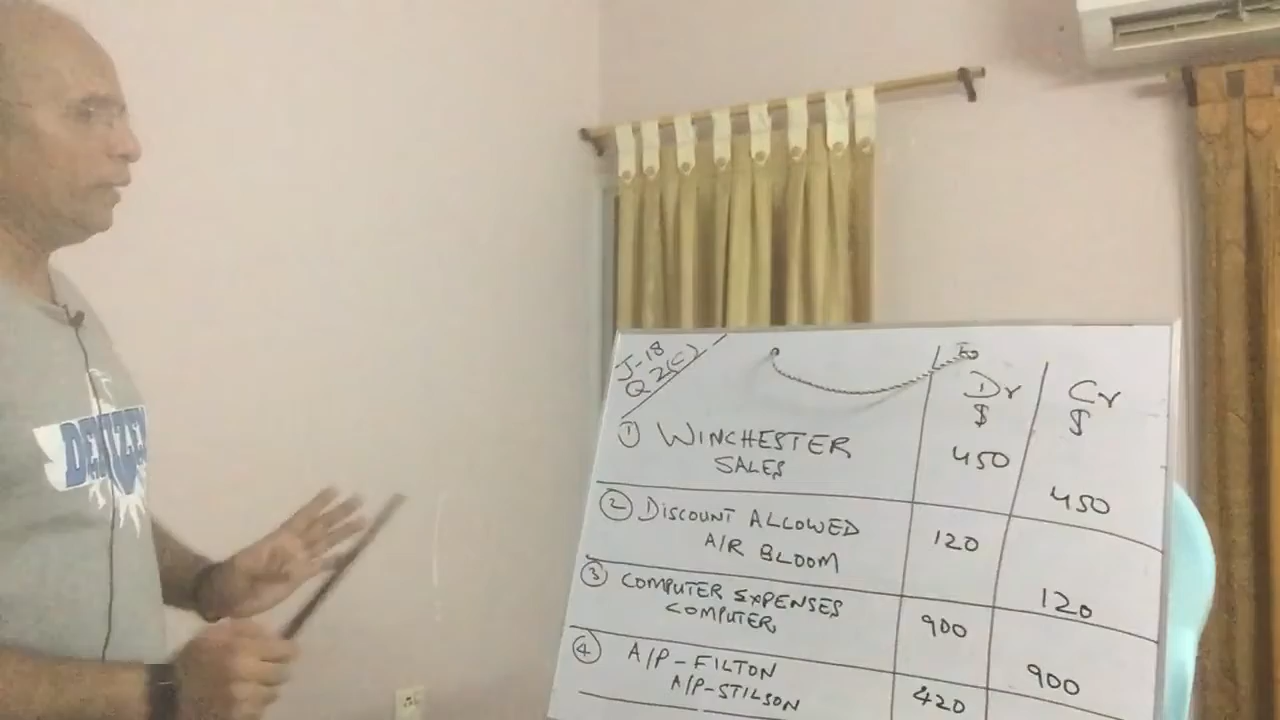 J-18
Q 2(C)
Dr Cr
$ $
① WINCHESTER 450
SALES 450
② DISCOUNT ALLOWED 120
A/R BLOOM 120
③ COMPUTER EXPENSES 900
COMPUTER 900
④ A/P-FILTON 420
A/P-STILSON